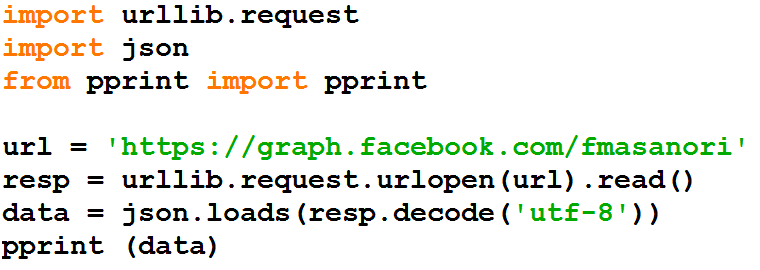 import urllib.request
import json
from pprint import pprint
url = 'https://graph.facebook.com/fmasanori'
resp = urllib.request.urlopen(url).read()
data = json.loads(resp.decode('utf-8'))
pprint (data)